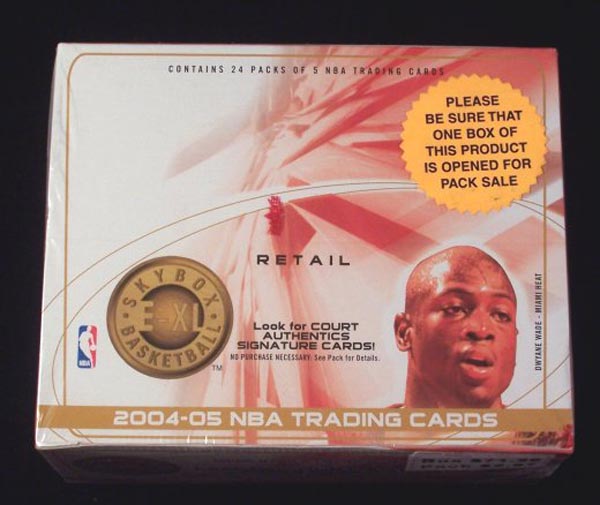 CONTAINS 24 PACKS OF 5 NBA TRADING CARDS
PLEASE
BE SURE THAT
ONE BOX OF
THIS PRODUCT
IS OPENED FOR
PACK SALE
RETAIL
SKYBOX
E-XL
BASKETBALL
TM
NBA
Look for COURT
AUTHENTICS
SIGNATURE CARDS!
NO PURCHASE NECESSARY. See Pack for Details.
DWYANE WADE - MIAMI HEAT
2004-05 NBA TRADING CARDS